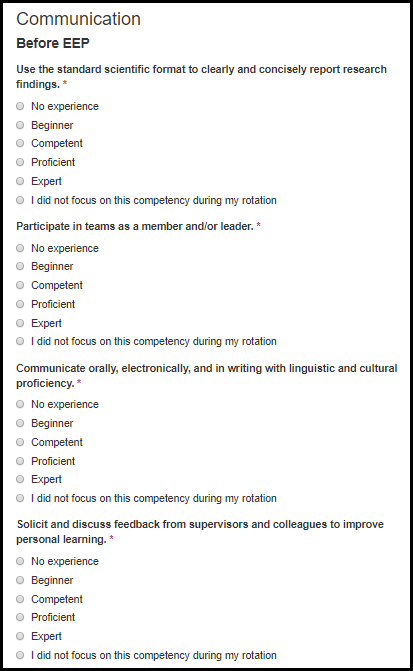 Communication
Before EEP
Use the standard scientific format to clearly and concisely report research
findings. *
No experience
Beginner
Competent
Proficient
Expert
I did not focus on this competency during my rotation
Participate in teams as a member and/or leader. *
No experience
Beginner
Competent
Proficient
Expert
I did not focus on this competency during my rotation
Communicate orally, electronically, and in writing with linguistic and cultural
proficiency. *
No experience
Beginner
Competent
Proficient
Expert
I did not focus on this competency during my rotation
Solicit and discuss feedback from supervisors and colleagues to improve
personal learning. *
No experience
Beginner
Competent
Proficient
Expert
I did not focus on this competency during my rotation